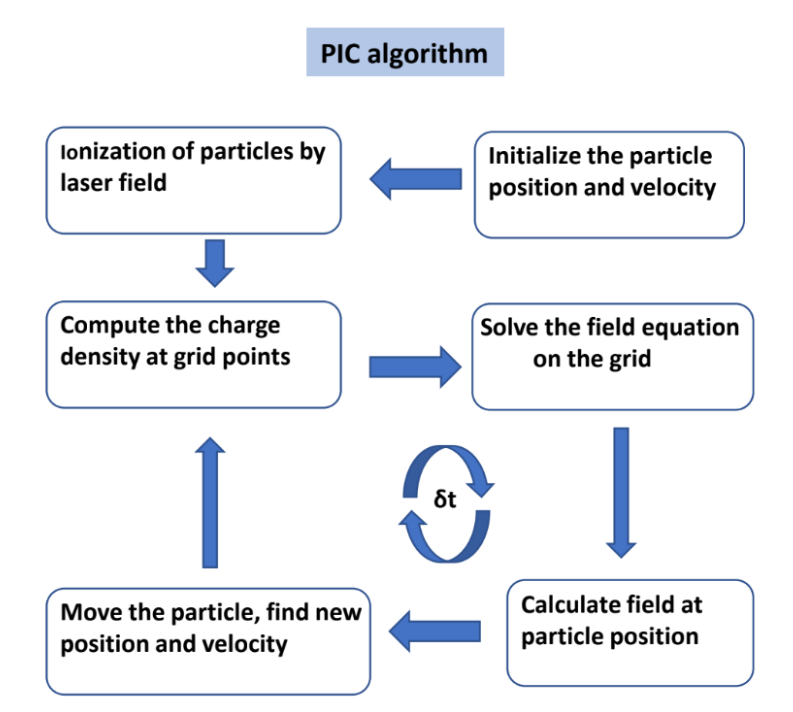 PIC algorithm
Ionization of particles by
laser field
Initialize the particle
position and velocity
Compute the charge
density at grid points
Solve the field equation
on the grid
δt
Move the particle, find new
position and velocity
Calculate field at
particle position